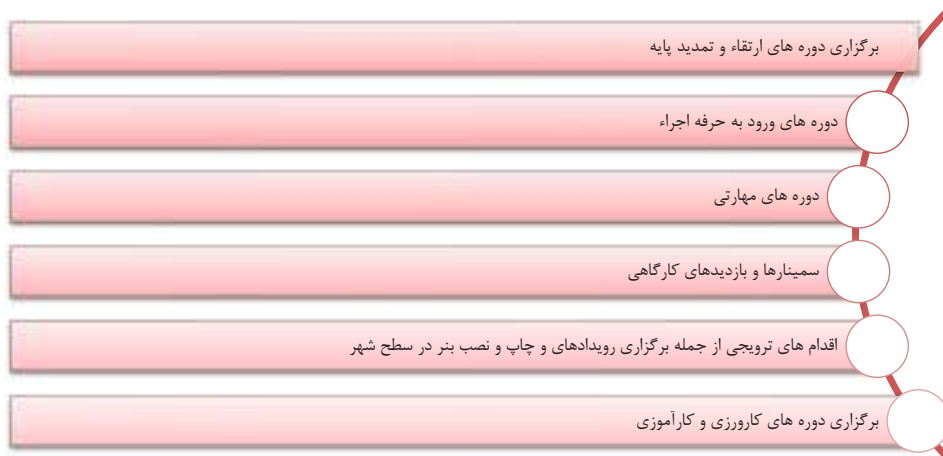 برگزاری دوره های ارتقاء و تمدید پایه
دوره های ورود به حرفه اجراء
دوره های مهارتی
سمینارها و بازدیدهای کارگاهی
اقدام های ترویجی از جمله برگزاری رویدادهای و چاپ و نصب بنر در سطح شهر
برگزاری دوره های کارورزی و کارآموزی